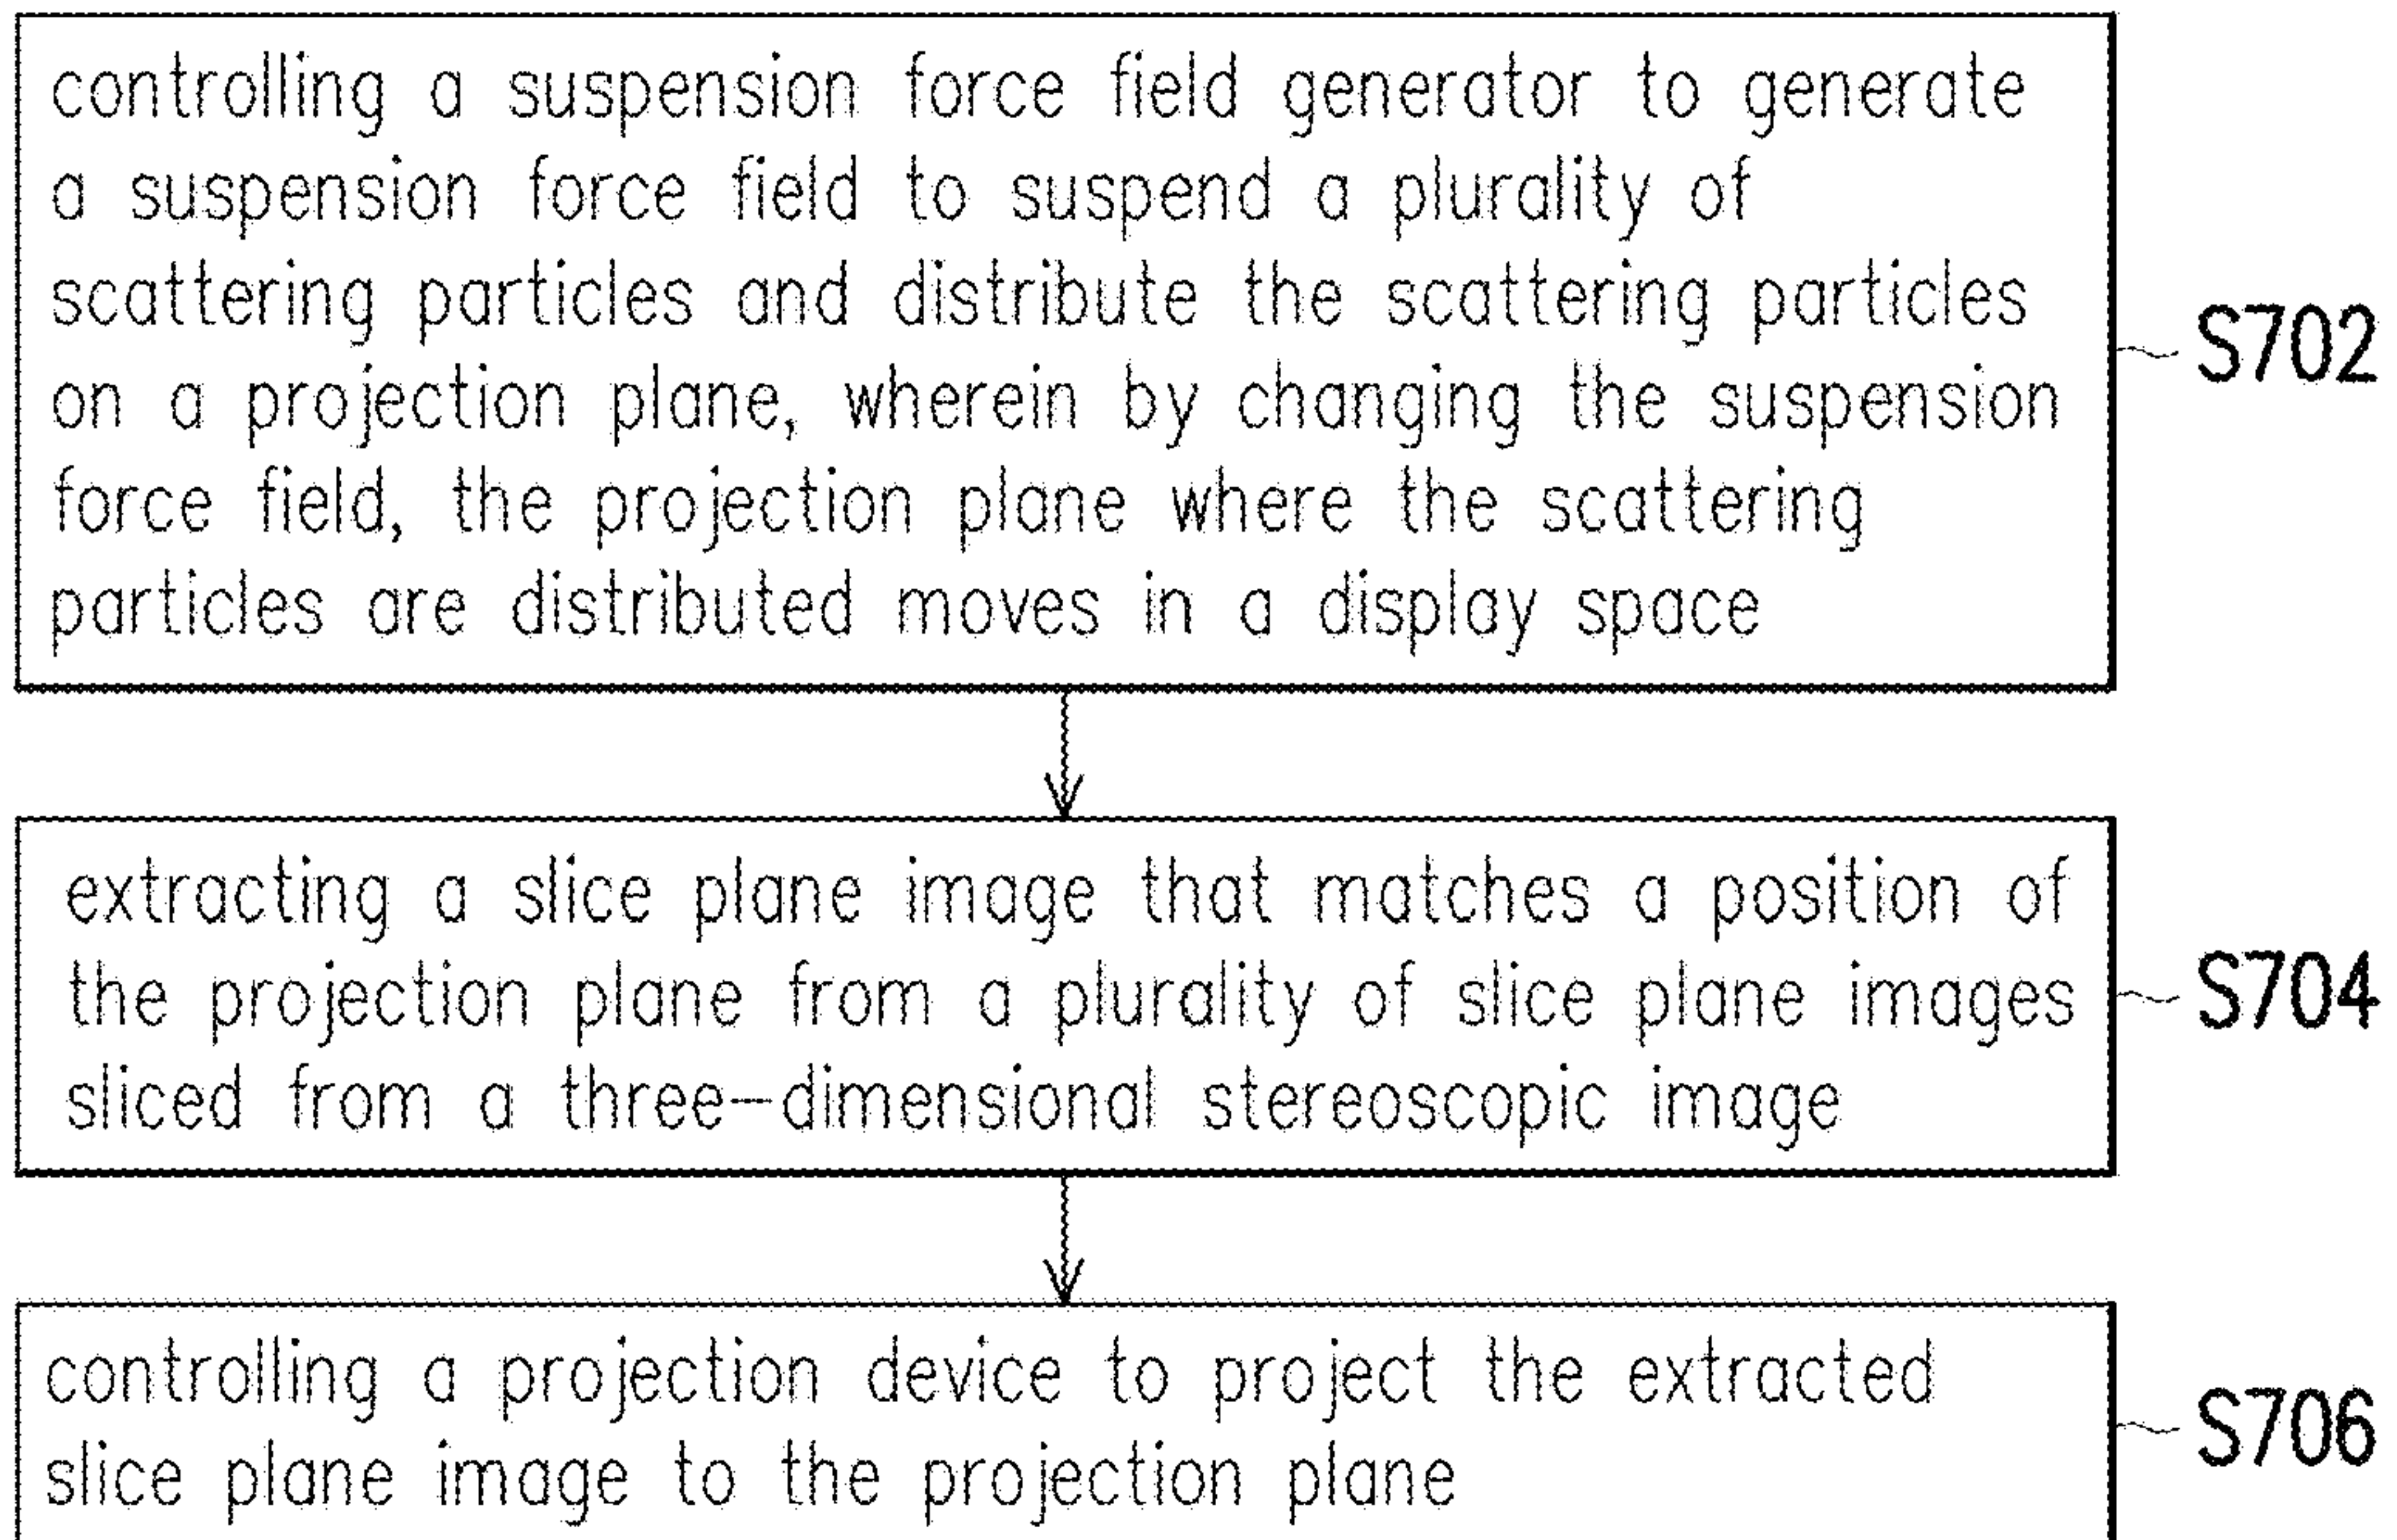 controlling a suspension force field generator to generate
a suspension force field to suspend a plurality of
scattering particles and distribute the scattering particles
on a projection plane, wherein by changing the suspension
force field, the projection plane where the scattering
particles are distributed moves in a display space
S702
extracting a slice plane image that matches a position of
the projection plane from a plurality of slice plane images
sliced from a three-dimensional stereoscopic image
S704
controlling a projection device to project the extracted
slice plane image to the projection plane
S706